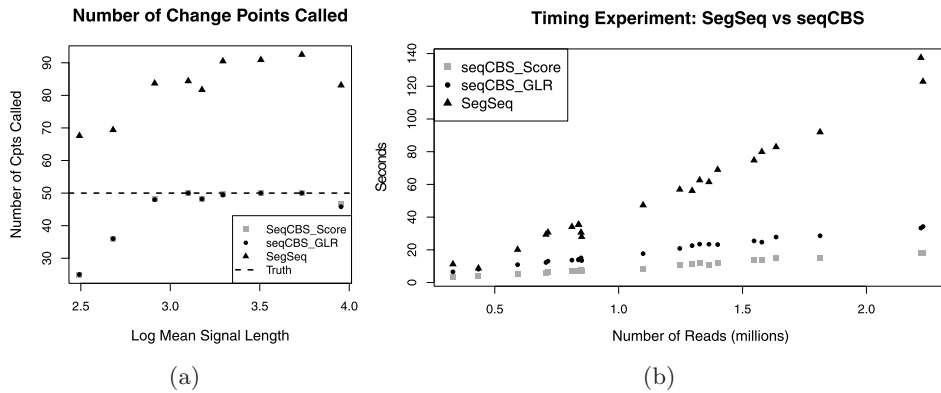 Number of Change Points Called
Number of Cpts Called
90
80
70
60
50
40
30
SeqCBS_Score
seqCBS_GLR
SegSeq
Truth
2.5 3.0 3.5 4.0
Log Mean Signal Length
(a)
Timing Experiment: SegSeq vs seqCBS
Seconds
140
120
100
80
60
40
20
0
seqCBS_Score
seqCBS_GLR
SegSeq
0.5 1.0 1.5 2.0
Number of Reads (millions)
(b)